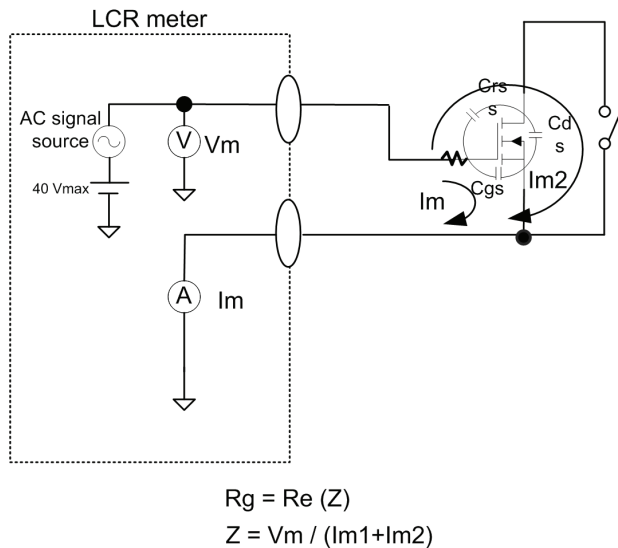 LCR meter
AC signal
source
V
Vm
40 Vmax
Crs
s
Cd
s
Cgs
Im
Im2
A
Im
Rg = Re (Z)
Z = Vm / (Im1+Im2)